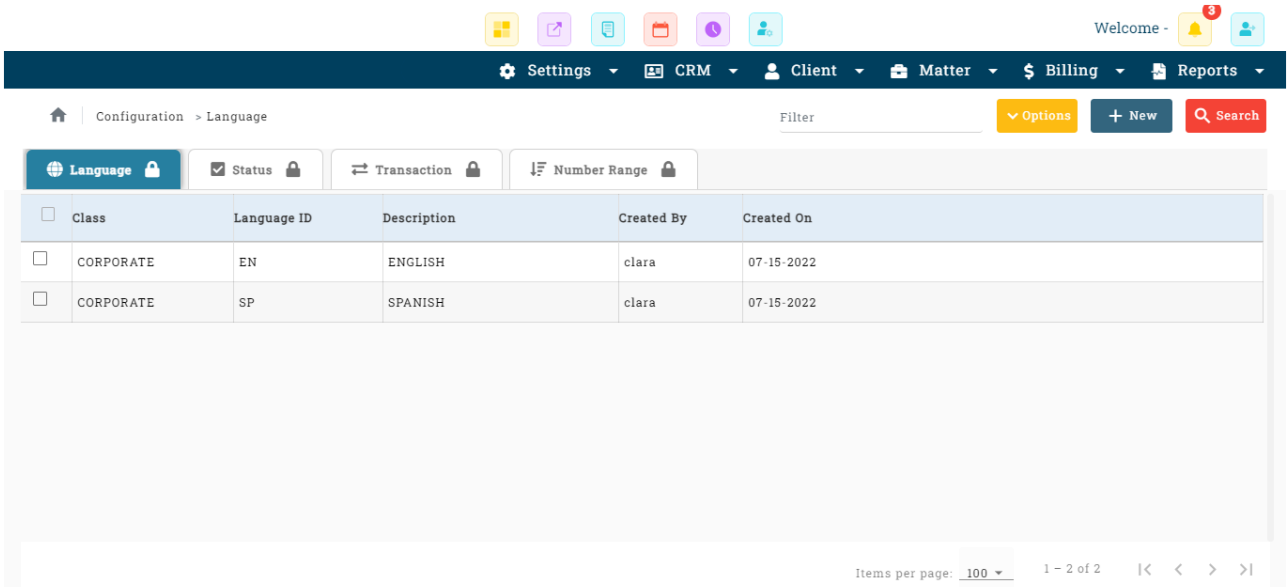 3
Welcome -
Settings CRM Client Matter $ Billing Reports
Configuration > Language Filter Options + New Search
Language Status Transaction Number Range
Class Language ID Description Created By Created On
CORPORATE EN ENGLISH clara 07-15-2022
CORPORATE SP SPANISH clara 07-15-2022
Items per page: 100 1 – 2 of 2